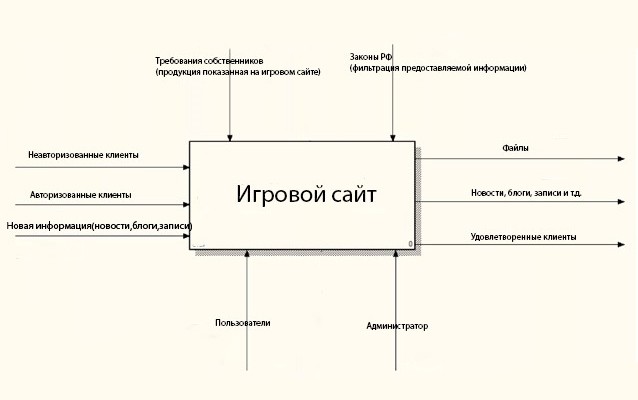 Требования собственников
(продукция показанная на игровом сайте)
Законы РФ
(фильтрация предоставляемой информации)
Неавторизованные клиенты
Авторизованные клиенты
Новая информация(новости,блоги,записи)
Игровой сайт
0
Файлы
Новости, блоги, записи и т.д.
Удовлетворенные клиенты
Пользователи
Администратор